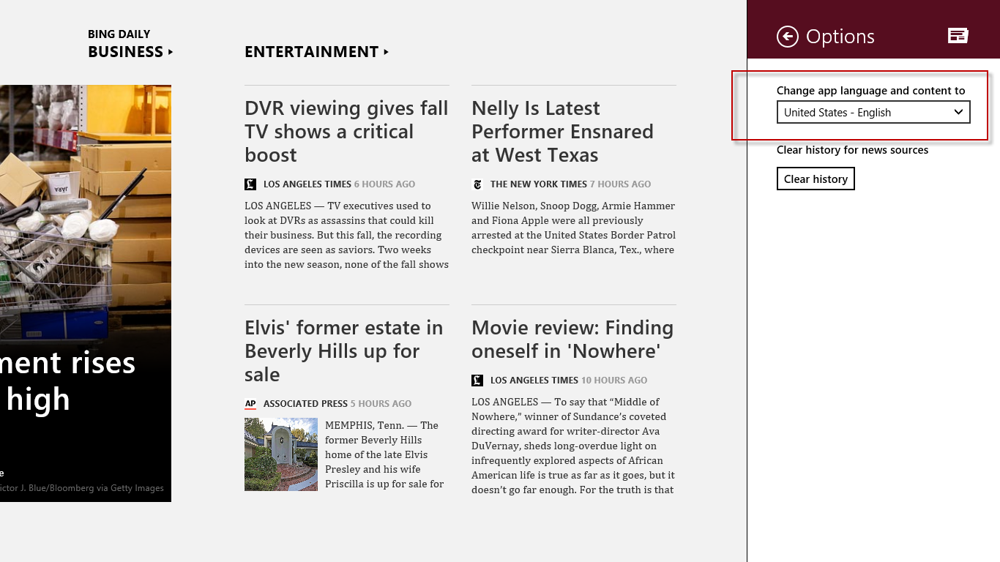 BING DAILY
BUSINESS
ment rises
high
e
ictor J. Blue/Bloomberg via Getty Images
ENTERTAINMENT
DVR viewing gives fall
TV shows a critical
boost
LOS ANGELES TIMES 6 HOURS AGO
LOS ANGELES — TV executives used to
look at DVRs as assassins that could kill
their business. But this fall, the recording
devices are seen as saviors. Two weeks
into the new season, none of the fall shows
Elvis' former estate in
Beverly Hills up for
sale
AP ASSOCIATED PRESS 5 HOURS AGO
MEMPHIS, Tenn. — The
former Beverly Hills
home of the late Elvis
Presley and his wife
Priscilla is up for sale for
Nelly Is Latest
Performer Ensnared
at West Texas
THE NEW YORK TIMES 7 HOURS AGO
Willie Nelson, Snoop Dogg, Armie Hammer
and Fiona Apple were all previously
arrested at the United States Border Patrol
checkpoint near Sierra Blanca, Tex., where
Movie review: Finding
oneself in 'Nowhere'
LOS ANGELES TIMES 10 HOURS AGO
LOS ANGELES — To say that “Middle of
Nowhere,” winner of Sundance’s coveted
directing award for writer-director Ava
DuVernay, sheds long-overdue light on
infrequently explored aspects of African
American life is true as far as it goes, but it
doesn’t go far enough. For the truth is that
Options
Change app language and content to
United States - English
Clear history for news sources
Clear history